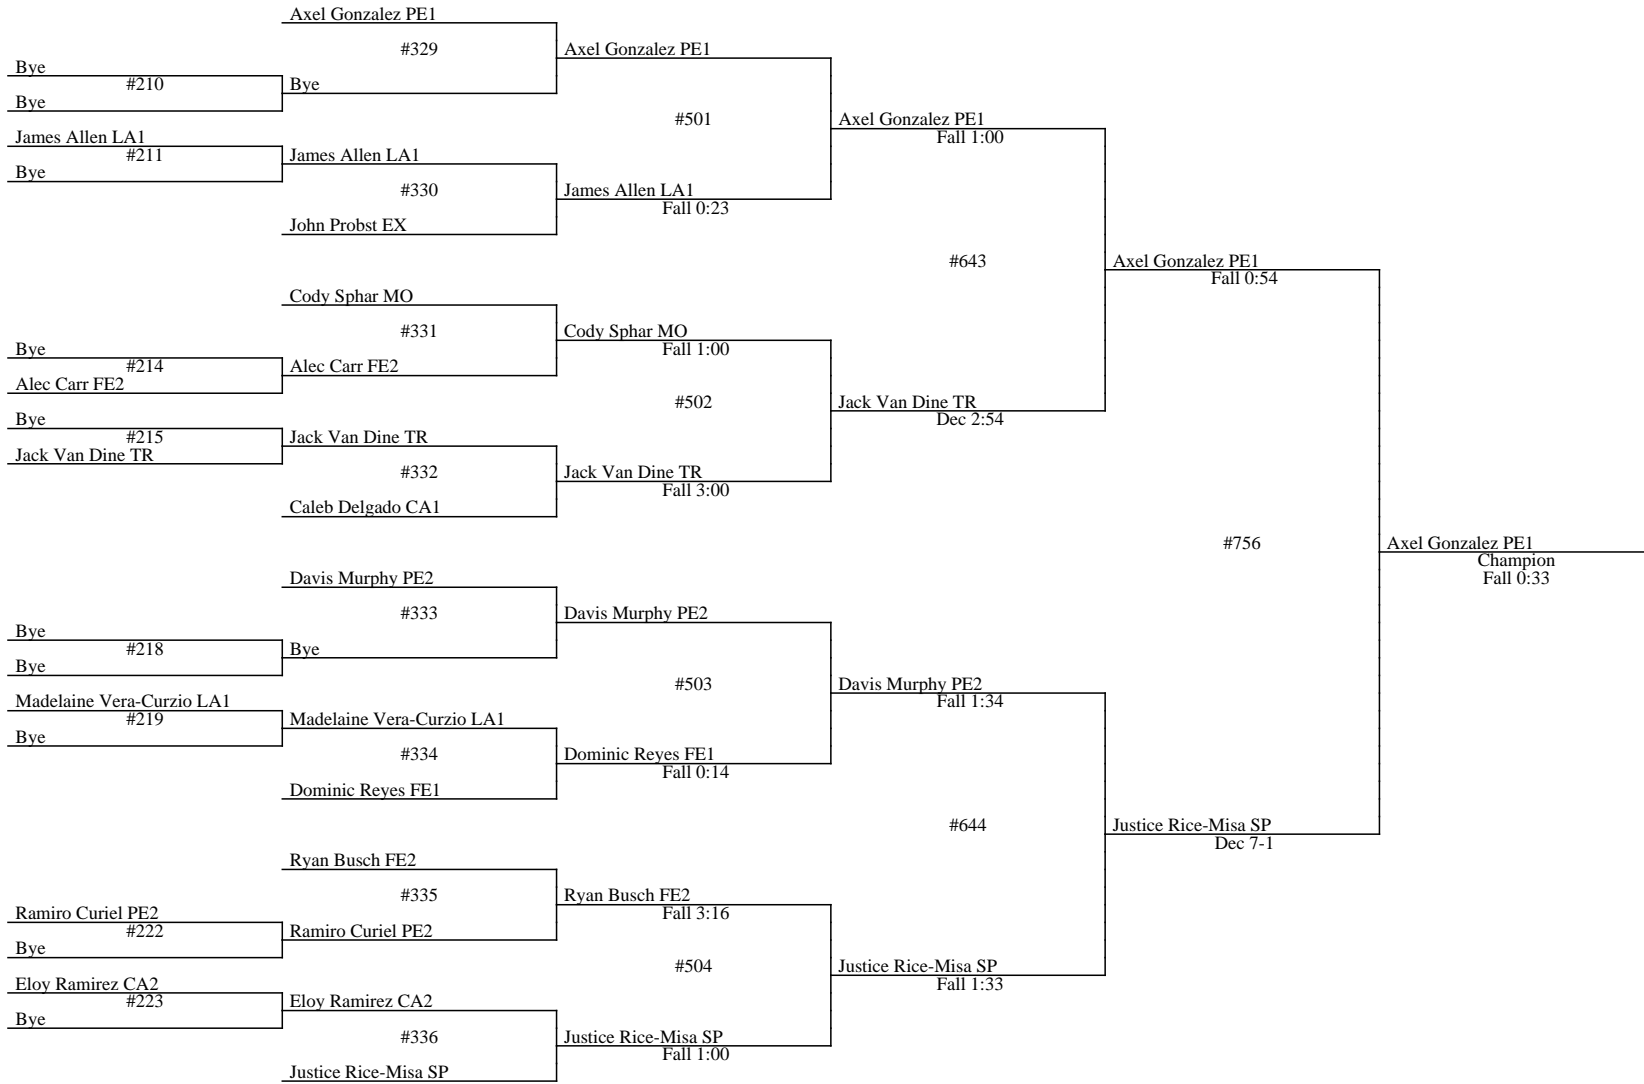 Axel Gonzalez PE1
#329
Axel Gonzalez PE1
Bye
#210
Bye
Bye
#501
Axel Gonzalez PE1
Fall 1:00
James Allen LA1
#211
James Allen LA1
Bye
#330
James Allen LA1
Fall 0:23
John Probst EX
#643
Axel Gonzalez PE1
Fall 0:54
Cody Sphar MO
#331
Cody Sphar MO
Fall 1:00
Bye
#214
Alec Carr FE2
Alec Carr FE2
#502
Jack Van Dine TR
Dec 2:54
Bye
#215
Jack Van Dine TR
Jack Van Dine TR
#332
Jack Van Dine TR
Fall 3:00
Caleb Delgado CA1
#756
Axel Gonzalez PE1
Champion
Fall 0:33
Davis Murphy PE2
#333
Davis Murphy PE2
Bye
#218
Bye
Bye
#503
Davis Murphy PE2
Fall 1:34
Madelaine Vera-Curzio LA1
#219
Madelaine Vera-Curzio LA1
Bye
#334
Dominic Reyes FE1
Fall 0:14
Dominic Reyes FE1
#644
Justice Rice-Misa SP
Dec 7-1
Ryan Busch FE2
#335
Ryan Busch FE2
Fall 3:16
Ramiro Curiel PE2
#222
Ramiro Curiel PE2
Bye
#504
Justice Rice-Misa SP
Fall 1:33
Eloy Ramirez CA2
#223
Eloy Ramirez CA2
Bye
#336
Justice Rice-Misa SP
Fall 1:00
Justice Rice-Misa SP